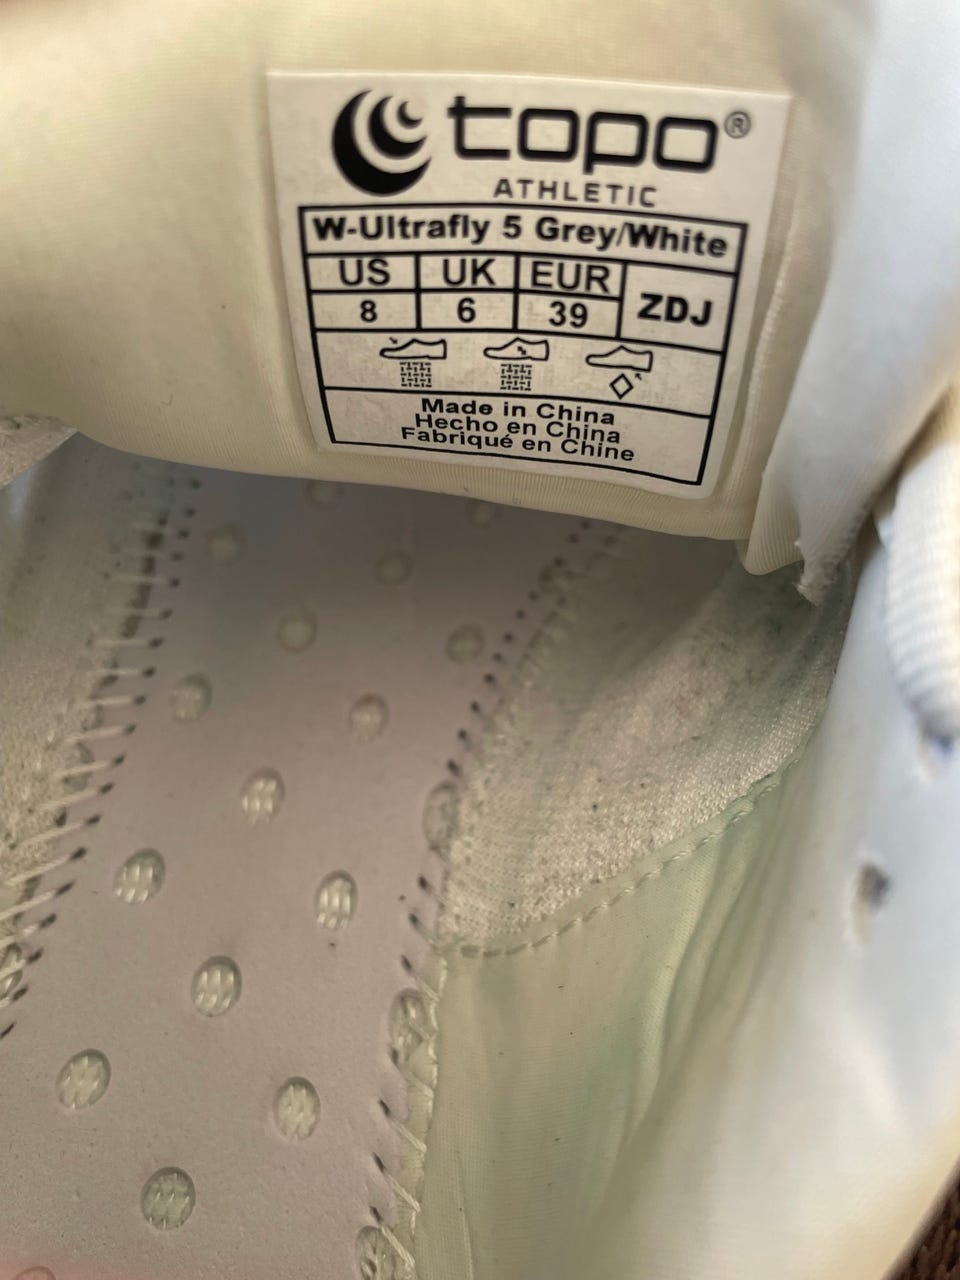 topo®
ATHLETIC
W-Ultrafly 5 Grey/White
US UK EUR ZDJ
8 6 39
Made in China
Hecho en China
Fabriqué en Chine